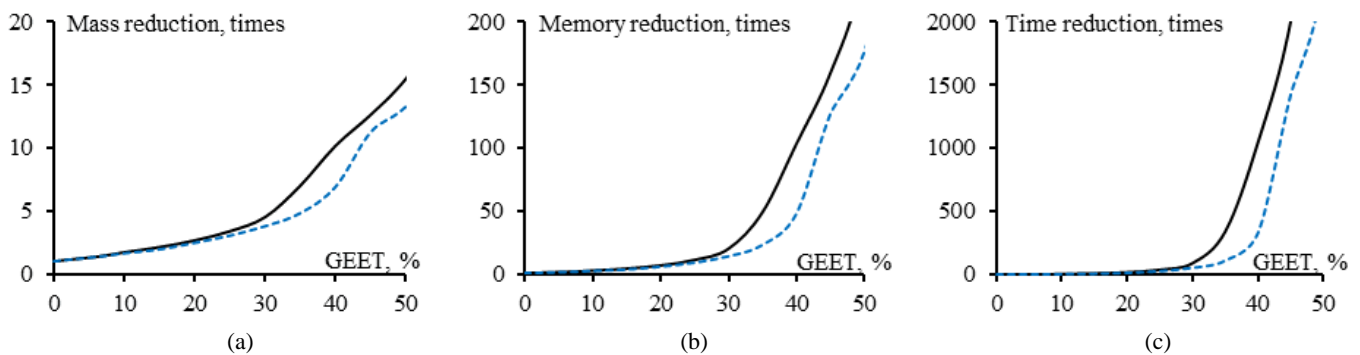 Mass reduction, times
20
15
10
5
0
GEET, %
0 10 20 30 40 50
(a)
Memory reduction, times
200
150
100
50
0
GEET, %
0 10 20 30 40 50
(b)
Time reduction, times
2000
1500
1000
500
0
GEET, %
0 10 20 30 40 50
(c)